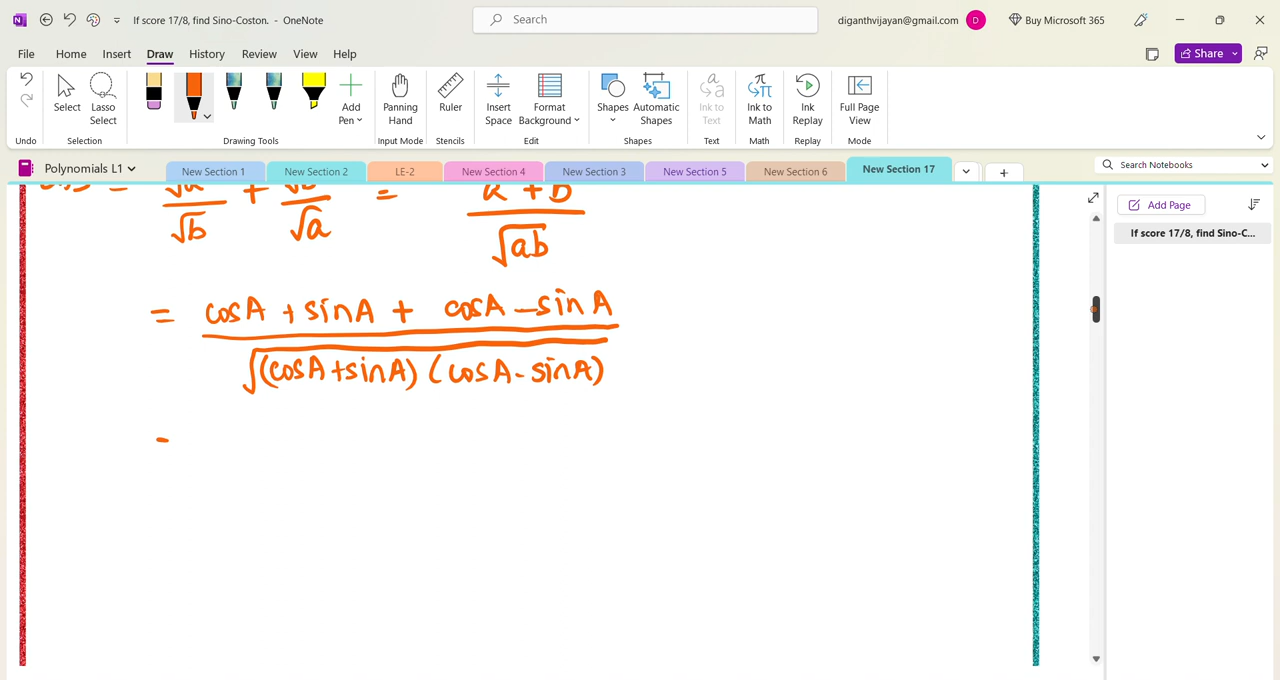 If score 17/8, find Sino-Coston. - OneNote
Search
diganthvijayan@gmail.com D
Buy Microsoft 365
File Home Insert Draw History Review View Help
Share
Undo
Select
Lasso Select
Add Pen
Panning Hand
Ruler
Insert Space
Format Background
Shapes
Automatic Shapes
Ink to Text
Ink to Math
Ink Replay
Full Page View
Undo Selection Drawing Tools Input Mode Stencils Edit Shapes Text Math Replay Mode
Polynomials L1
New Section 1 New Section 2 LE-2 New Section 4 New Section 3 New Section 5 New Section 6 New Section 17
Search Notebooks
Add Page
If score 17/8, find Sino-C...
= √a/√b + √b/√a = a + b/√ab
= cosA + sinA + cosA - sinA
√(cosA + sinA) (cosA - sinA)
-